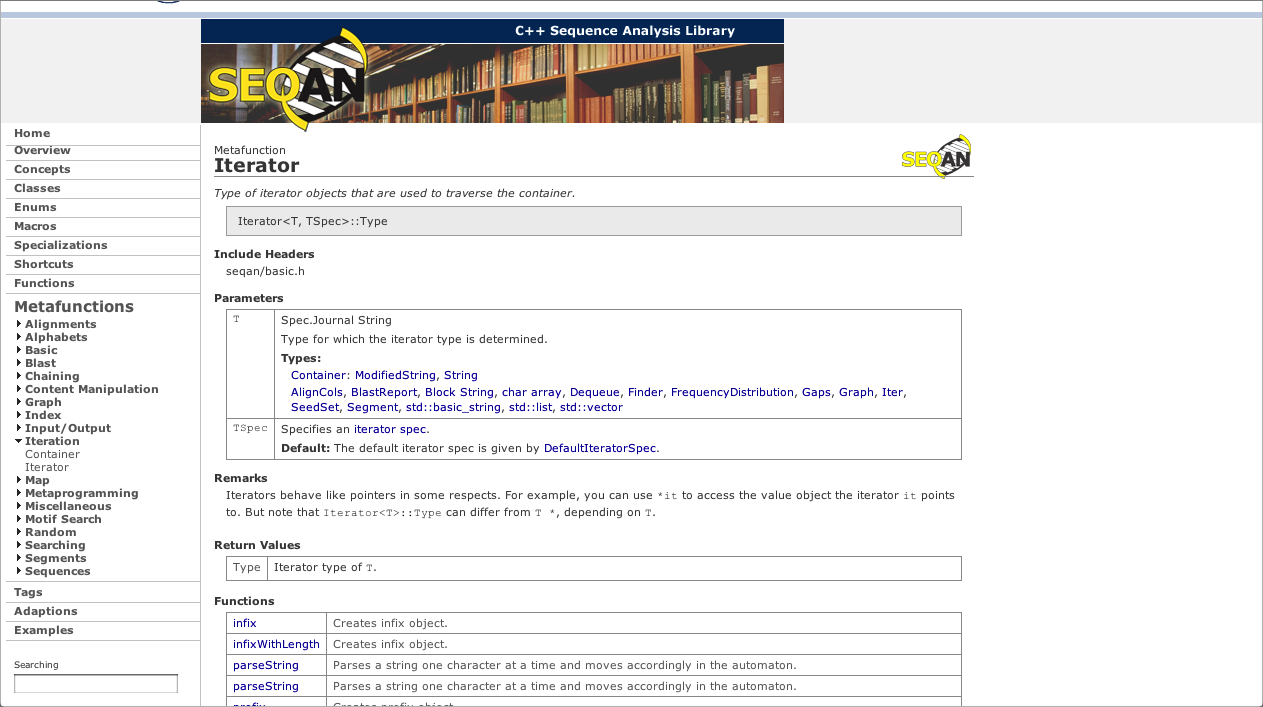 C++ Sequence Analysis Library
SEQAN
Home
Overview
Concepts
Classes
Enums
Macros
Specializations
Shortcuts
Functions
Metafunctions
Alignments
Alphabets
Basic
Blast
Chaining
Content Manipulation
Graph
Index
Input/Output
Iteration
Container
Iterator
Map
Metaprogramming
Miscellaneous
Motif Search
Random
Searching
Segments
Sequences
Tags
Adaptions
Examples
Searching
Metafunction
Iterator
SEQAN
Type of iterator objects that are used to traverse the container.
Iterator<T, TSpec>::Type
Include Headers
seqan/basic.h
Parameters
T
Spec.Journal String
Type for which the iterator type is determined.
Types:
Container: ModifiedString, String
AlignCols, BlastReport, Block String, char array, Dequeue, Finder, FrequencyDistribution, Gaps, Graph, Iter,
SeedSet, Segment, std::basic_string, std::list, std::vector
TSpec
Specifies an iterator spec.
Default: The default iterator spec is given by DefaultIteratorSpec.
Remarks
Iterators behave like pointers in some respects. For example, you can use *it to access the value object the iterator it points
to. But note that Iterator<T>::Type can differ from T *, depending on T.
Return Values
Type Iterator type of T.
Functions
infix Creates infix object.
infixWithLength Creates infix object.
parseString Parses a string one character at a time and moves accordingly in the automaton.
parseString Parses a string one character at a time and moves accordingly in the automaton.
prefix Creates prefix object.